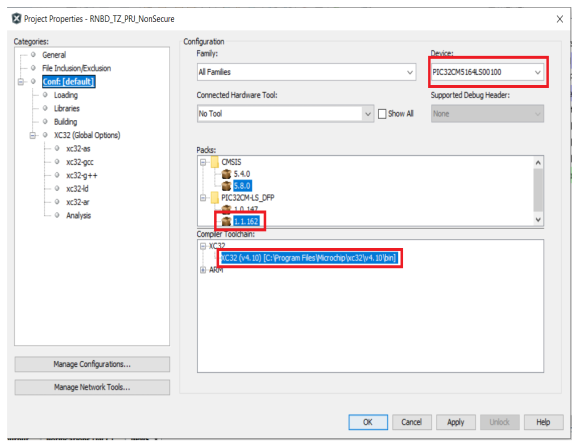 Project Properties - RNBD_TZ_PRJ_NonSecure
Categories:
General
File Inclusion/Exclusion
Conf: [default]
Loading
Libraries
Building
XC32 (Global Options)
xc32-as
xc32-gcc
xc32-g++
xc32-ld
xc32-ar
Analysis
Manage Configurations...
Manage Network Tools...
Configuration
Family:
Device:
All Families
PIC32CM5164LS00100
Connected Hardware Tool:
Supported Debug Header:
No Tool
Show All
None
Packs:
CMSIS
5.4.0
5.8.0
PIC32CM-LS_DFP
1.0.147
1.1.162
Compiler Toolchain:
XC32
XC32 (v4.10) [C:\Program Files\Microchip\xc32\v4.10\bin]
ARM
OK
Cancel
Apply
Unlock
Help